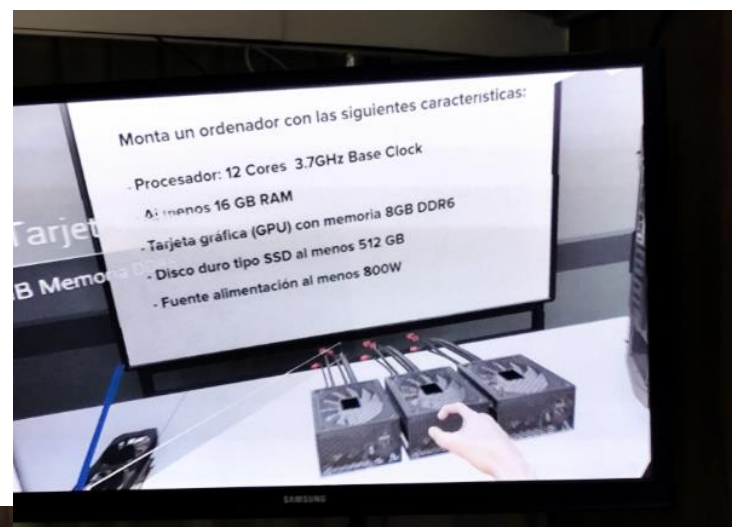 Monta un ordenador con las siguientes características:
. Procesador: 12 Cores 3.7GHz Base Clock
. Al menos 16 GB RAM
. Tarjeta gráfica (GPU) con memoria 8GB DDR6
. Disco duro tipo SSD al menos 512 GB
. Fuente alimentación al menos 800W
Tarjet
B Memoria
SAMSUNG